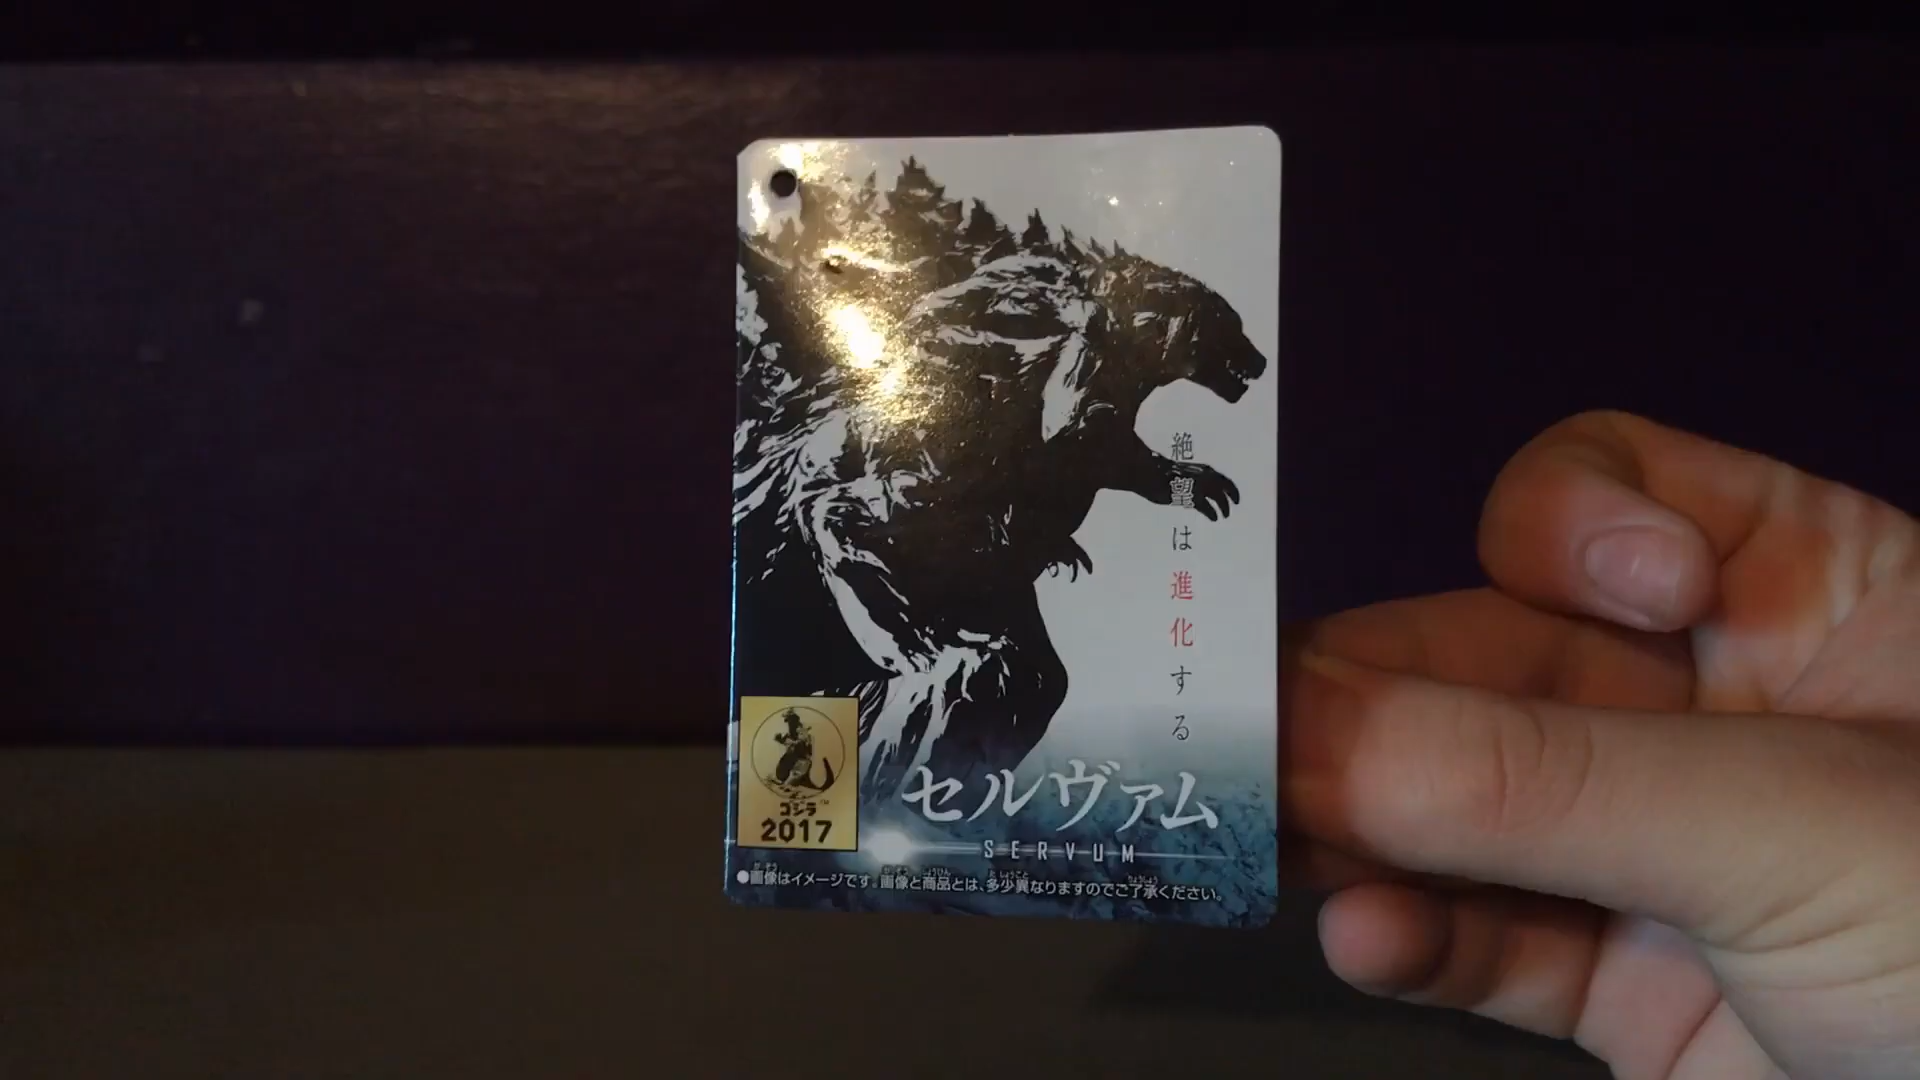 絶望は進化する
セルヴァム
SERVUM
ゴジラ™
2017
●画像はイメージです。画像と商品とは、多少異なりますのでご了承ください。